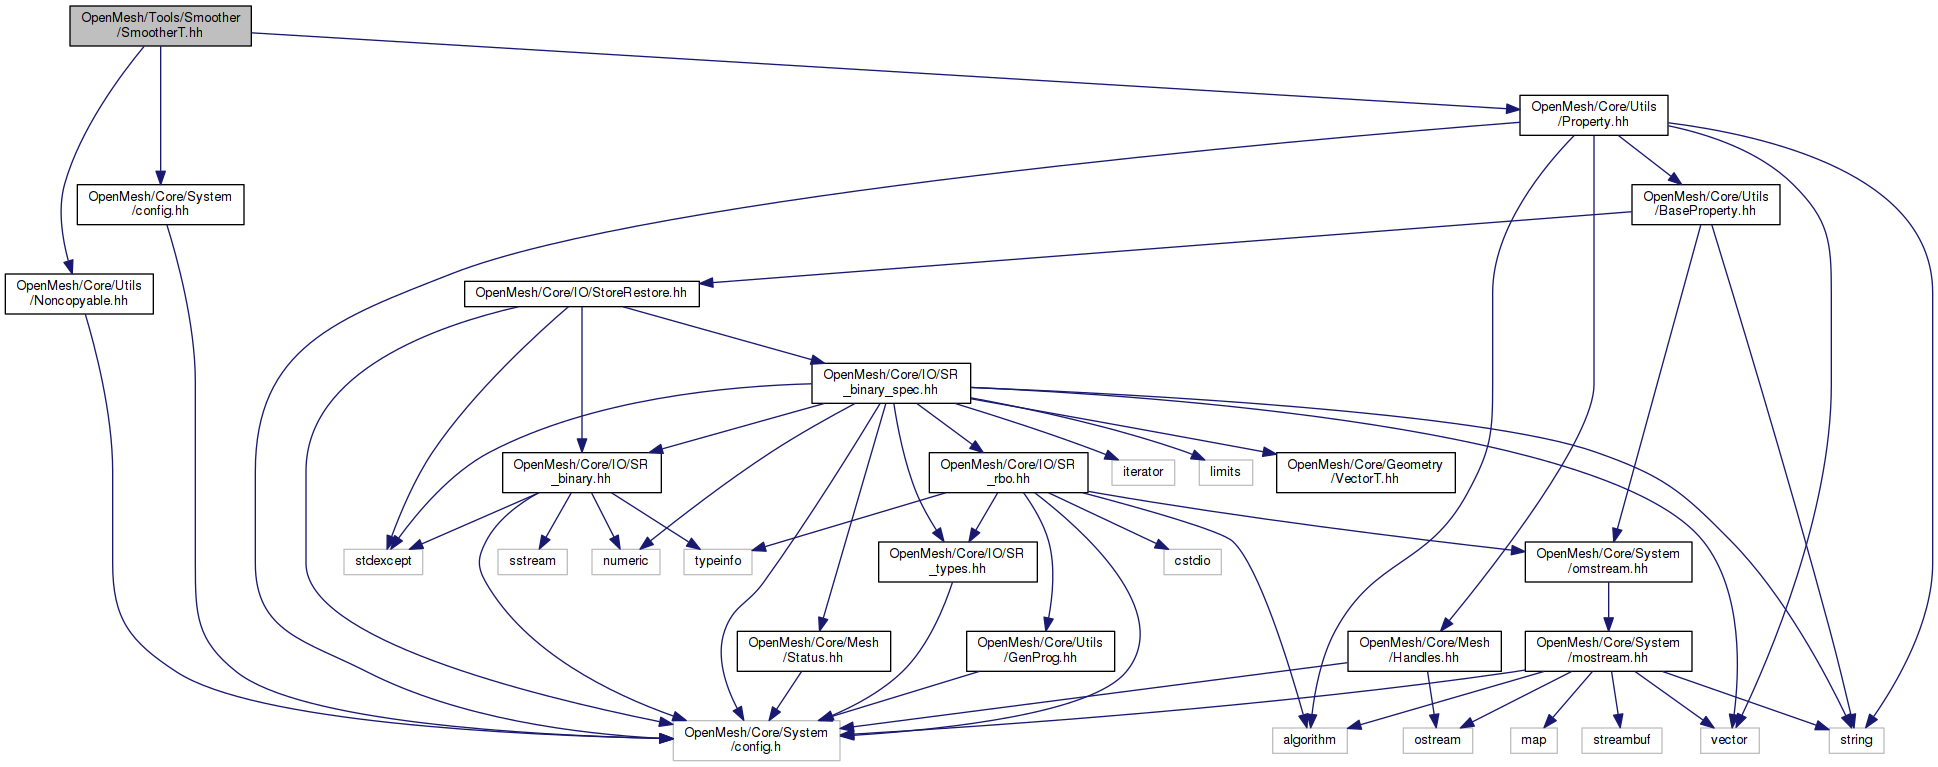 OpenMesh/Tools/Smoother
/SmootherT.hh
OpenMesh/Core/Utils
/Property.hh
OpenMesh/Core/System
/config.hh
OpenMesh/Core/Utils
/BaseProperty.hh
OpenMesh/Core/Utils
/Noncopyable.hh
OpenMesh/Core/IO/StoreRestore.hh
OpenMesh/Core/IO/SR
_binary_spec.hh
OpenMesh/Core/IO/SR
_binary.hh
OpenMesh/Core/IO/SR
_rbo.hh
iterator
limits
OpenMesh/Core/Geometry
/VectorT.hh
stdexcept
sstream
numeric
typeinfo
OpenMesh/Core/IO/SR
_types.hh
cstdio
OpenMesh/Core/System
/omstream.hh
OpenMesh/Core/Mesh
/Status.hh
OpenMesh/Core/Utils
/GenProg.hh
OpenMesh/Core/Mesh
/Handles.hh
OpenMesh/Core/System
/mostream.hh
OpenMesh/Core/System
/config.h
algorithm
ostream
map
streambuf
vector
string